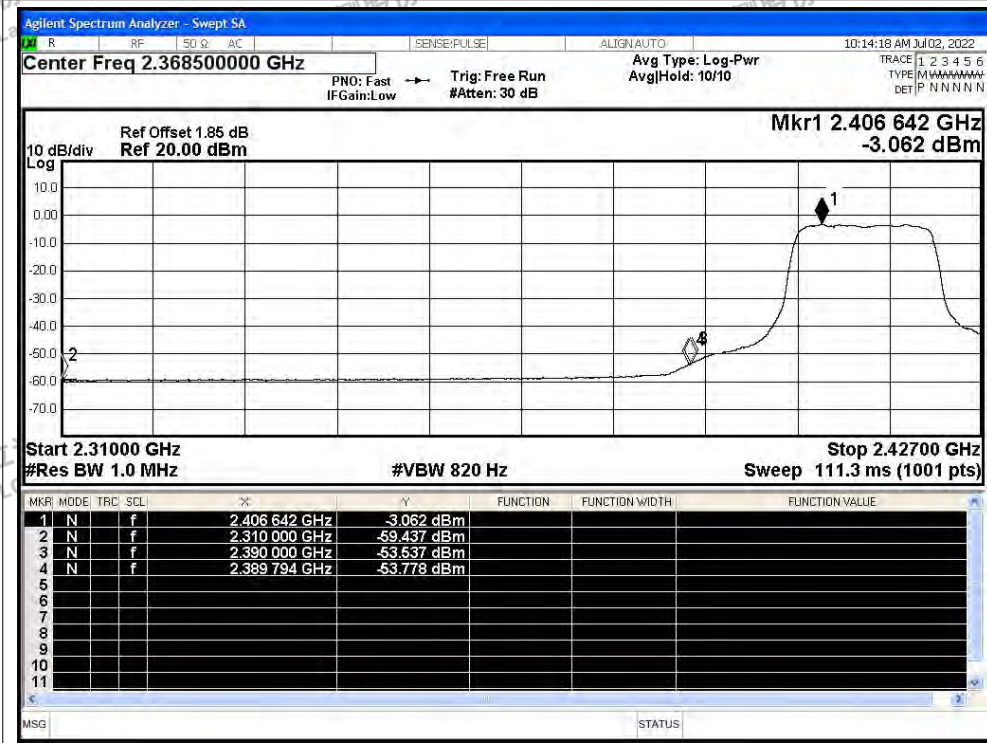 Agilent Spectrum Analyzer - Swept SA
LXI R RF 50 Ω AC SENSE:PULSE ALIGN AUTO 10:14:18 AM Jul 02, 2022
Center Freq 2.368500000 GHz
PNO: Fast
IFGain:Low
Trig: Free Run
#Atten: 30 dB
Avg Type: Log-Pwr
Avg|Hold: 10/10
TRACE 1 2 3 4 5 6
TYPE M W W W W W
DET P N N N N N
Mkr1 2.406 642 GHz
-3.062 dBm
Ref Offset 1.85 dB
10 dB/div Ref 20.00 dBm
Log
10.0
0.00
-10.0
-20.0
-30.0
-40.0
-50.0
-60.0
-70.0
1
2
4
Start 2.31000 GHz Stop 2.42700 GHz
#Res BW 1.0 MHz #VBW 820 Hz Sweep 111.3 ms (1001 pts)
MKR MODE TRC SCL X Y FUNCTION FUNCTION WIDTH FUNCTION VALUE
1 N f 2.406 642 GHz -3.062 dBm
2 N f 2.310 000 GHz -59.437 dBm
3 N f 2.390 000 GHz -53.537 dBm
4 N f 2.389 794 GHz -53.778 dBm
5
6
7
8
9
10
11
MSG STATUS